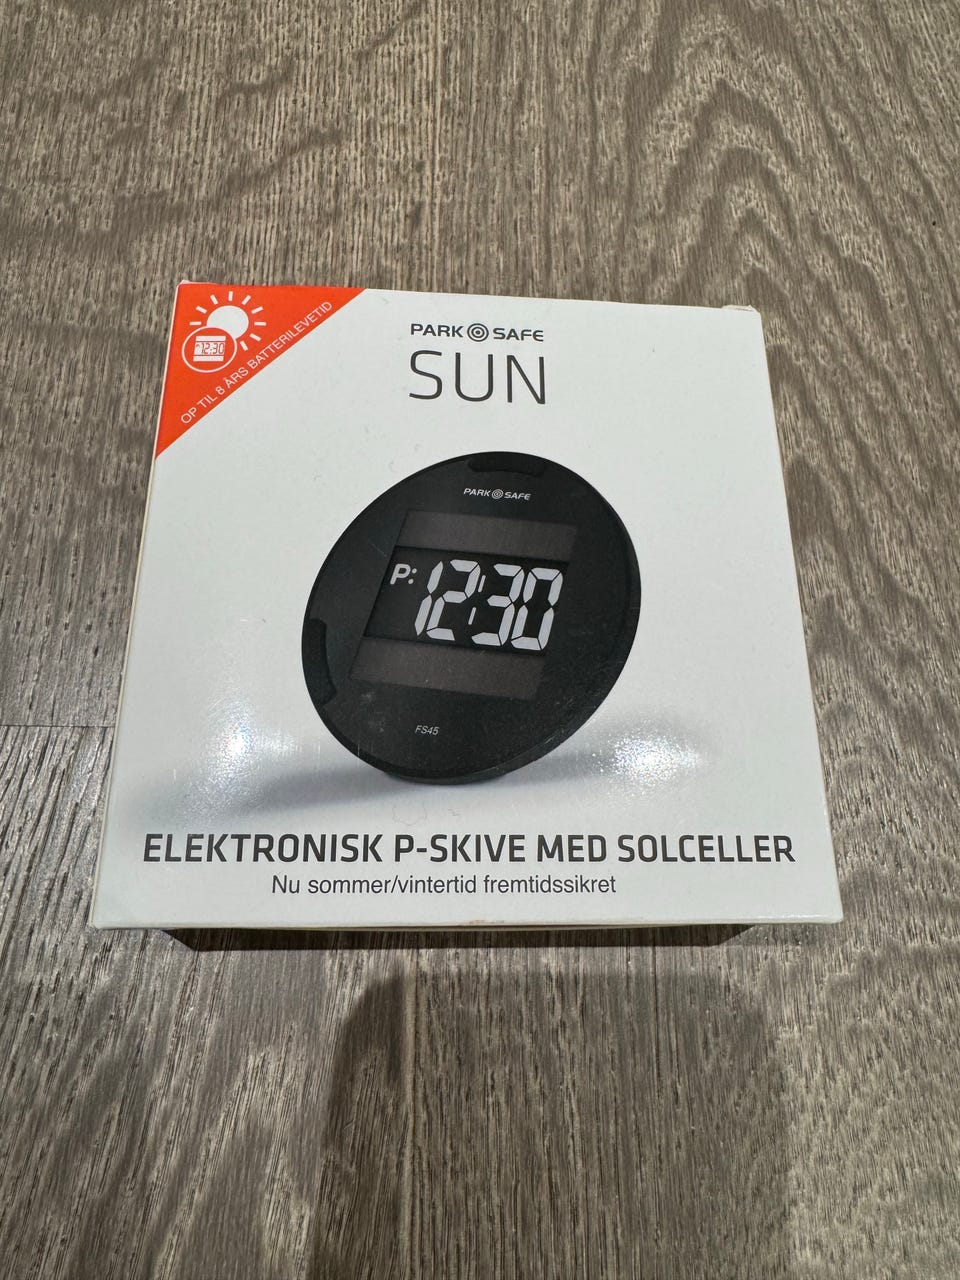 OP TIL 8 ÅRS BATTERILEVETID
12:30
PARK SAFE
SUN
PARK SAFE
P: 12:30
FS45
ELEKTRONISK P-SKIVE MED SOLCELLER
Nu sommer/vintertid fremtidssikret